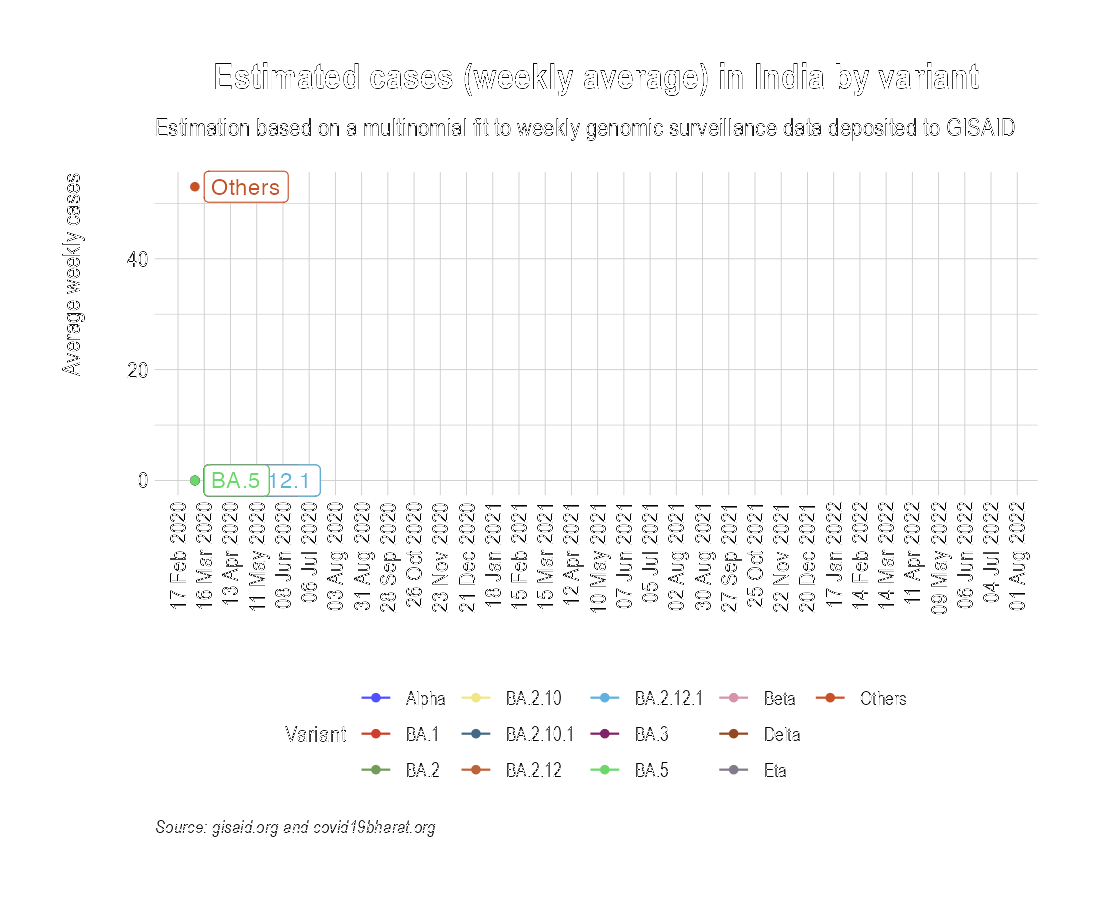 Estimated cases (weekly average) in India by variant
Estimation based on a multinomial fit to weekly genomic surveillance data deposited to GISAID
Average weekly cases
Others
40
20
0
BA.5
12.1
17 Feb 2020
16 Mar 2020
13 Apr 2020
11 May 2020
08 Jun 2020
06 Jul 2020
03 Aug 2020
31 Aug 2020
28 Sep 2020
26 Oct 2020
23 Nov 2020
21 Dec 2020
18 Jan 2021
15 Feb 2021
15 Mar 2021
12 Apr 2021
10 May 2021
07 Jun 2021
05 Jul 2021
02 Aug 2021
30 Aug 2021
27 Sep 2021
25 Oct 2021
22 Nov 2021
20 Dec 2021
17 Jan 2022
14 Feb 2022
14 Mar 2022
11 Apr 2022
09 May 2022
06 Jun 2022
04 Jul 2022
01 Aug 2022
Alpha BA.2.10 BA.2.12.1 Beta Others
Variant BA.1 BA.2.10.1 BA.3 Delta
BA.2 BA.2.12 BA.5 Eta
Source: gisaid.org and covid19bharat.org